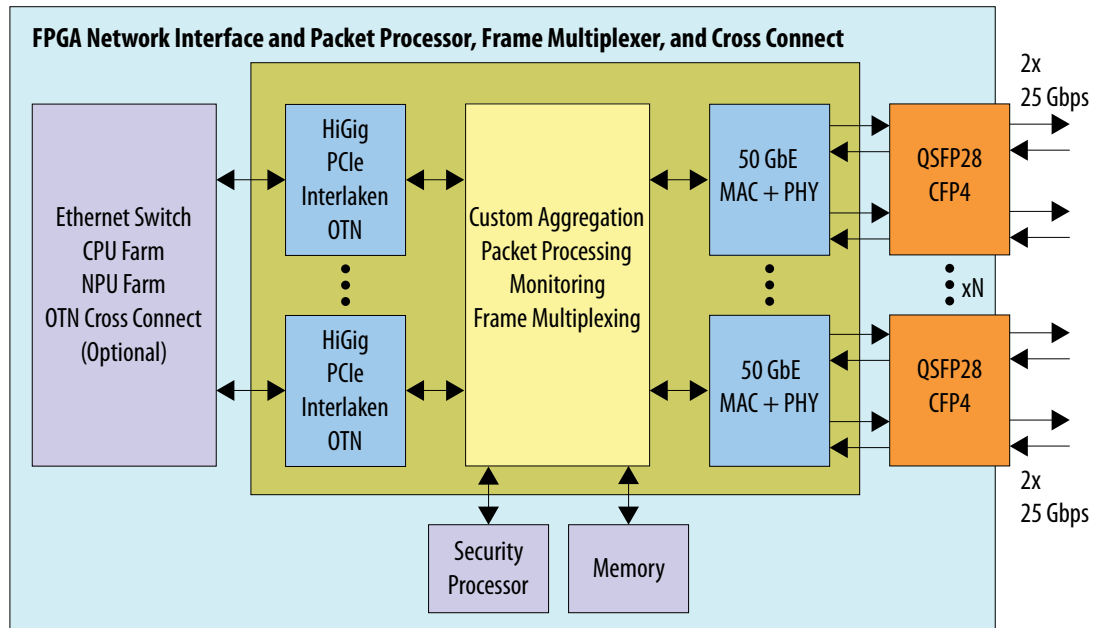 FPGA Network Interface and Packet Processor, Frame Multiplexer, and Cross Connect
2x
25 Gbps
Ethernet Switch
CPU Farm
NPU Farm
OTN Cross Connect
(Optional)
HiGig
PCIe
Interlaken
OTN
HiGig
PCIe
Interlaken
OTN
Custom Aggregation
Packet Processing
Monitoring
Frame Multiplexing
50 GbE
MAC + PHY
50 GbE
MAC + PHY
QSFP28
CFP4
xN
QSFP28
CFP4
2x
25 Gbps
Security
Processor
Memory